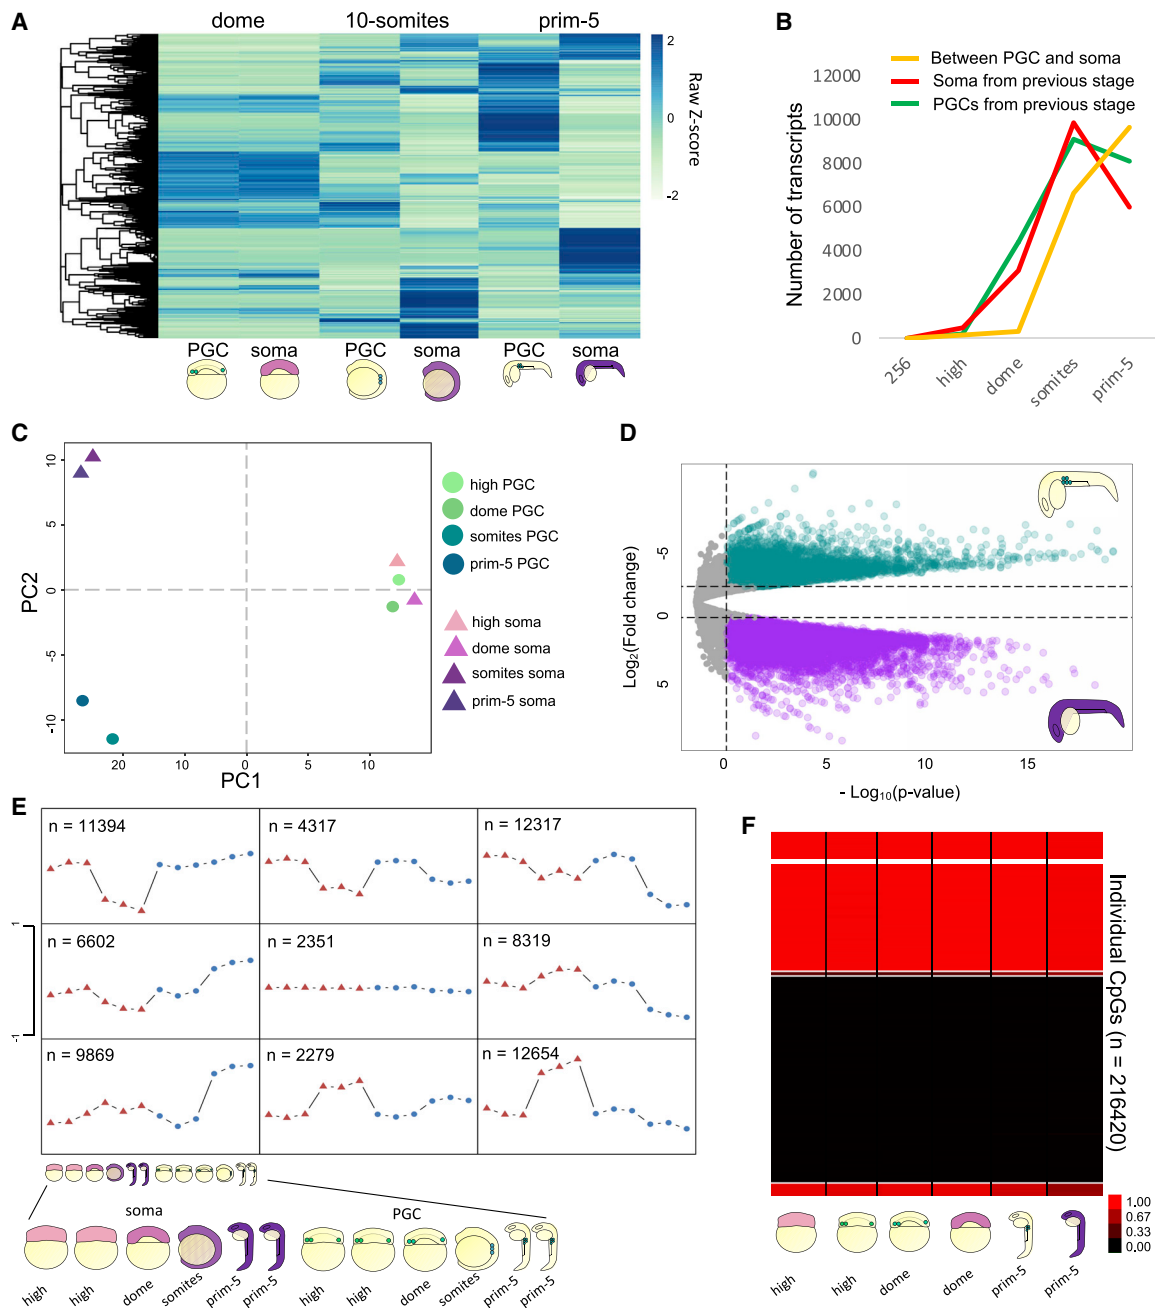 A
dome 10-somites prim-5
2
0
-2
Raw Z-score
PGC soma PGC soma PGC soma
B
Between PGC and soma
Soma from previous stage
PGCs from previous stage
12000
10000
8000
6000
4000
2000
0
Number of transcripts
256 high dome somites prim-5
C
10
5
0
-5
-10
PC2
20 10 0 5 10
PC1
high PGC
dome PGC
somites PGC
prim-5 PGC
high soma
dome soma
somites soma
prim-5 soma
D
-5
0
5
Log2(Fold change)
0 5 10 15
- Log10(p-value)
E
n = 11394 n = 4317 n = 12317
n = 6602 n = 2351 n = 8319
n = 9869 n = 2279 n = 12654
1
-1
soma PGC
high high dome somites prim-5 prim-5 high high dome somites prim-5 prim-5
F
Individual CpGs (n = 216420)
1,00
0.67
0.33
0.00
high high dome dome prim-5 prim-5